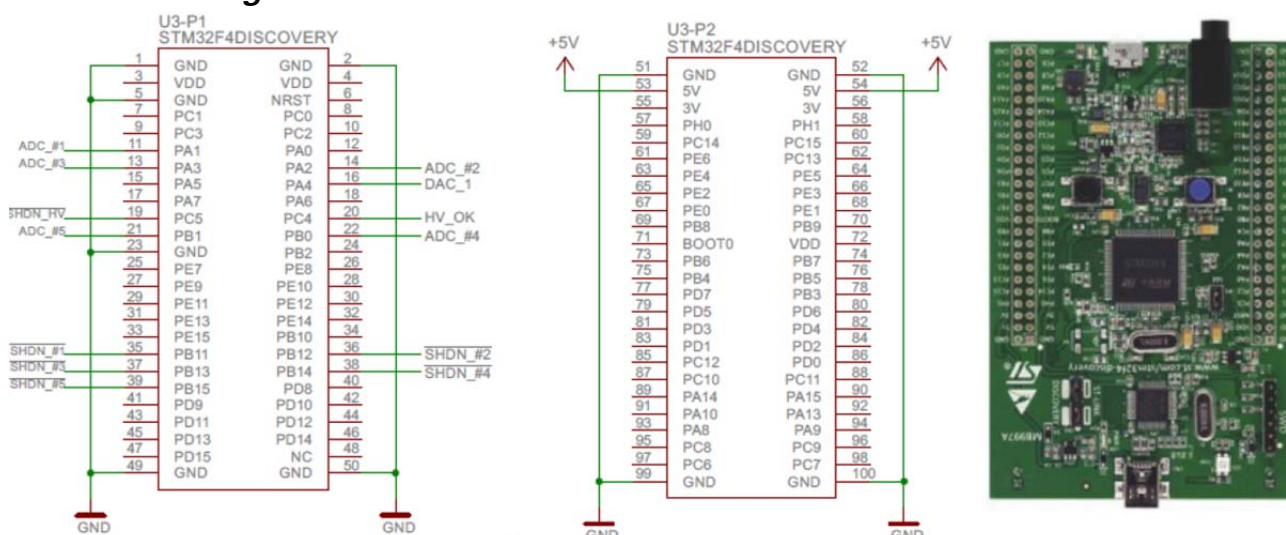 U3-P1
STM32F4DISCOVERY
1 GND GND 2
3 VDD VDD 4
5 GND NRST 6
7 PC1 PC0 8
9 PC3 PC2 10
ADC_#1 11 PA1 PA0 12
ADC_#3 13 PA3 PA2 14 ADC_#2
15 PA5 PA4 16 DAC_1
17 PA7 PA6 18
SHDN_HV 19 PC5 PC4 20 HV_OK
ADC_#5 21 PB1 PB0 22 ADC_#4
23 GND PB2 24
25 PE7 PE8 26
27 PE9 PE10 28
29 PE11 PE12 30
31 PE13 PE14 32
33 PE15 PB10 34
SHDN_#1 35 PB11 PB12 36 SHDN_#2
SHDN_#3 37 PB13 PB14 38 SHDN_#4
SHDN_#5 39 PB15 PD8 40
41 PD9 PD10 42
43 PD11 PD12 44
45 PD13 PD14 46
47 PD15 NC 48
49 GND GND 50
GND GND
U3-P2
STM32F4DISCOVERY
+5V +5V
51 GND GND 52
53 5V 5V 54
55 3V 3V 56
57 PH0 PH1 58
59 PC14 PC15 60
61 PE6 PC13 62
63 PE4 PE5 64
65 PE2 PE3 66
67 PE0 PE1 68
69 PB8 PB9 70
71 BOOT0 VDD 72
73 PB6 PB7 74
75 PB4 PB5 76
77 PD7 PB3 78
79 PD5 PD6 80
81 PD3 PD4 82
83 PD1 PD2 84
85 PC12 PD0 86
87 PC10 PC11 88
89 PA14 PA15 90
91 PA10 PA13 92
93 PA8 PA9 94
95 PC8 PC9 96
97 PC6 PC7 98
99 GND GND 100
GND GND
www.st.com/stm32f4-discovery
ST-LINK
DISCOVERY
MB997A